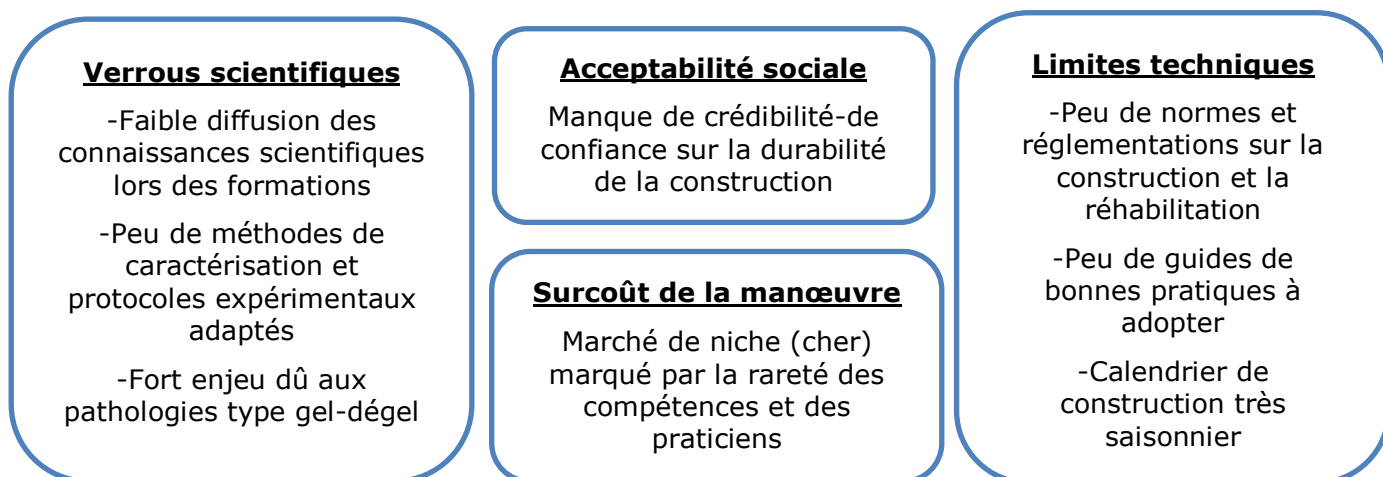 Verrous scientifiques
-Faible diffusion des
connaissances scientifiques
lors des formations
-Peu de méthodes de
caractérisation et
protocoles expérimentaux
adaptés
-Fort enjeu dû aux
pathologies type gel-dégel
Acceptabilité sociale
Manque de crédibilité-de
confiance sur la durabilité
de la construction
Surcoût de la manœuvre
Marché de niche (cher)
marqué par la rareté des
compétences et des
praticiens
Limites techniques
-Peu de normes et
réglementations sur la
construction et la
réhabilitation
-Peu de guides de
bonnes pratiques à
adopter
-Calendrier de
construction très
saisonnier